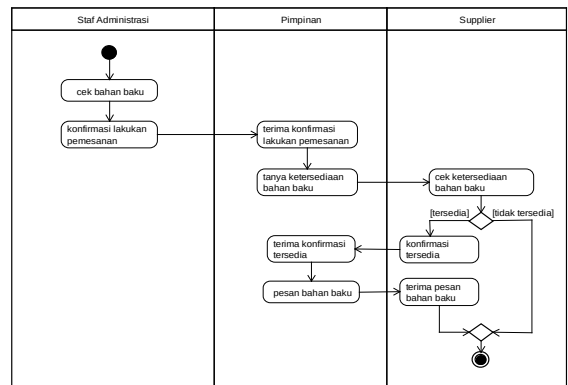 Staf Administrasi
Pimpinan
Supplier
cek bahan baku
konfirmasi lakukan
pemesanan
terima konfirmasi
lakukan pemesanan
tanya ketersediaan
bahan baku
cek ketersediaan
bahan baku
[tersedia]
[tidak tersedia]
konfirmasi
tersedia
terima konfirmasi
tersedia
pesan bahan baku
terima pesan
bahan baku